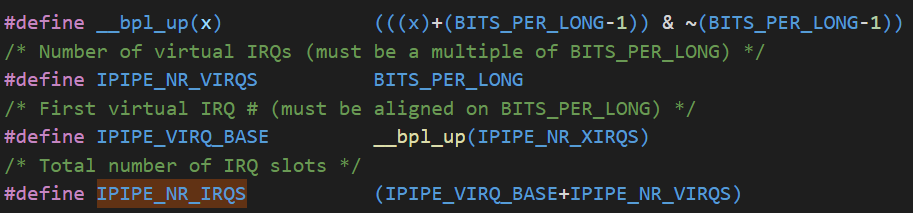 #define __bpl_up(x) (((x)+(BITS_PER_LONG-1)) & ~(BITS_PER_LONG-1))
/* Number of virtual IRQs (must be a multiple of BITS_PER_LONG) */
#define IPIPE_NR_VIRQS BITS_PER_LONG
/* First virtual IRQ # (must be aligned on BITS_PER_LONG) */
#define IPIPE_VIRQ_BASE __bpl_up(IPIPE_NR_XIRQS)
/* Total number of IRQ slots */
#define IPIPE_NR_IRQS (IPIPE_VIRQ_BASE+IPIPE_NR_VIRQS)